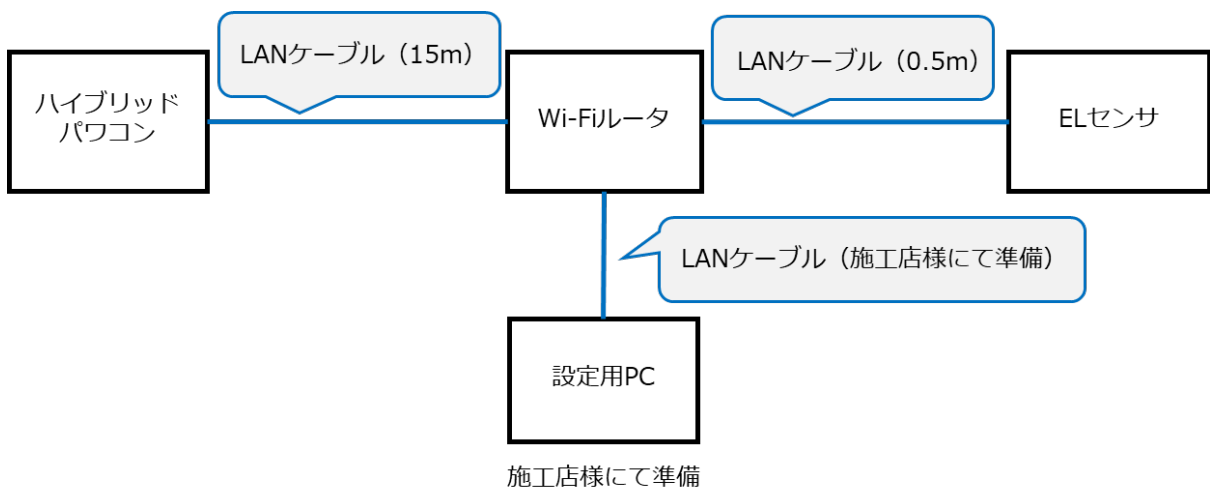 LANケーブル（15m）
LANケーブル（0.5m）
ハイブリッド
パワコン
Wi-Fiルータ
ELセンサ
LANケーブル（施工店様にて準備）
設定用PC
施工店様にて準備